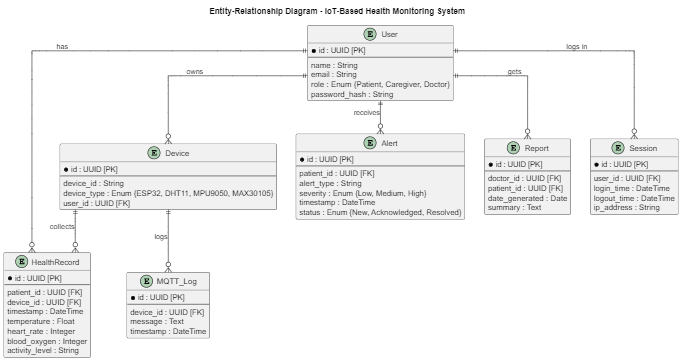 Entity-Relationship Diagram - IoT-Based Health Monitoring System
E User
id : UUID [PK]
name : String
email : String
role : Enum {Patient, Caregiver, Doctor}
password_hash : String
has
owns
receives
gets
logs in
E Device
id : UUID [PK]
device_id : String
device_type : Enum {ESP32, DHT11, MPU9050, MAX30105}
user_id : UUID [FK]
E Alert
id : UUID [PK]
patient_id : UUID [FK]
alert_type : String
severity : Enum {Low, Medium, High}
timestamp : DateTime
status : Enum {New, Acknowledged, Resolved}
E Report
id : UUID [PK]
doctor_id : UUID [FK]
patient_id : UUID [FK]
date_generated : Date
summary : Text
E Session
id : UUID [PK]
user_id : UUID [FK]
login_time : DateTime
logout_time : DateTime
ip_address : String
collects
logs
E HealthRecord
id : UUID [PK]
patient_id : UUID [FK]
device_id : UUID [FK]
timestamp : DateTime
temperature : Float
heart_rate : Integer
blood_oxygen : Integer
activity_level : String
E MQTT_Log
id : UUID [PK]
device_id : UUID [FK]
message : Text
timestamp : DateTime